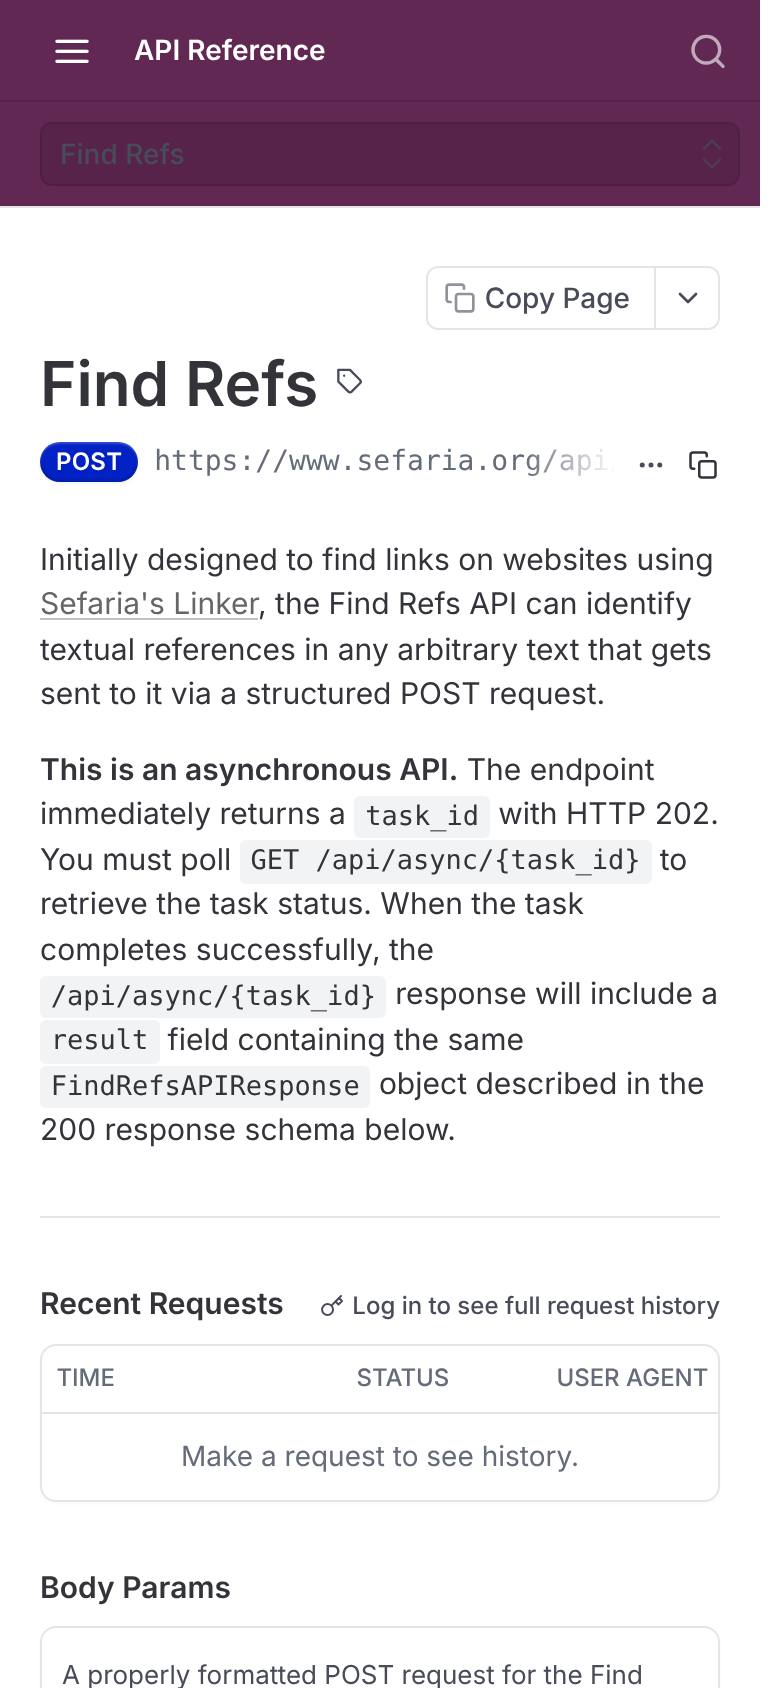 API Reference
Find Refs
Copy Page
Find Refs
POST https://www.sefaria.org/api
Initially designed to find links on websites using
Sefaria's Linker, the Find Refs API can identify
textual references in any arbitrary text that gets
sent to it via a structured POST request.
This is an asynchronous API. The endpoint
immediately returns a task_id with HTTP 202.
You must poll GET /api/async/{task_id} to
retrieve the task status. When the task
completes successfully, the
/api/async/{task_id} response will include a
result field containing the same
FindRefsAPIResponse object described in the
200 response schema below.
Recent Requests Log in to see full request history
TIME STATUS USER AGENT
Make a request to see history.
Body Params
A properly formatted POST request for the Find